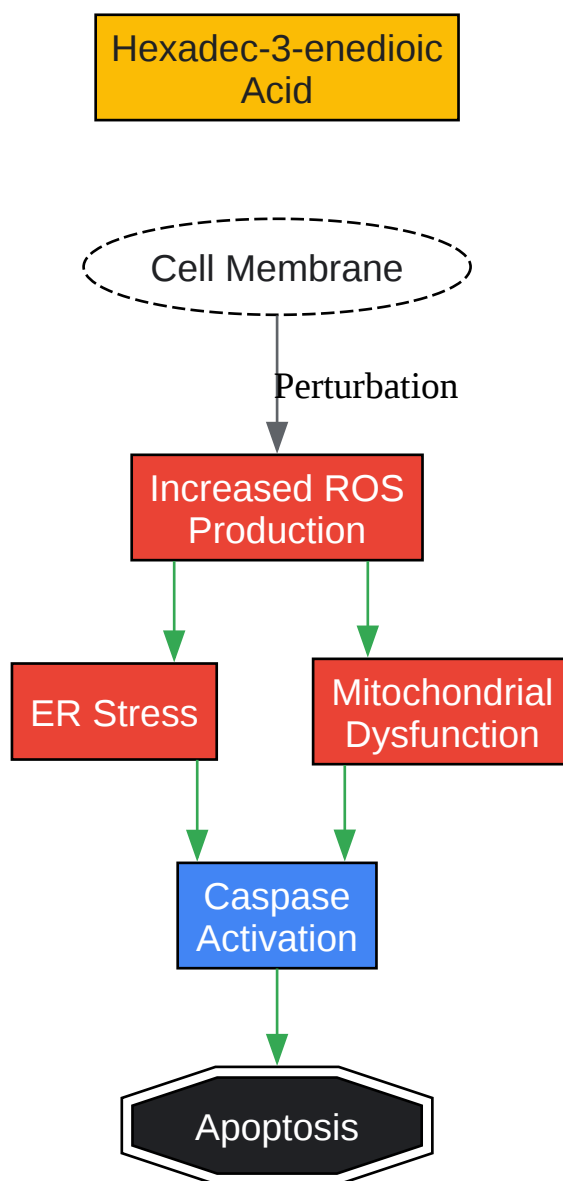 Hexadec-3-enedioic
Acid
Cell Membrane
Perturbation
Increased ROS
Production
ER Stress
Mitochondrial
Dysfunction
Caspase
Activation
Apoptosis